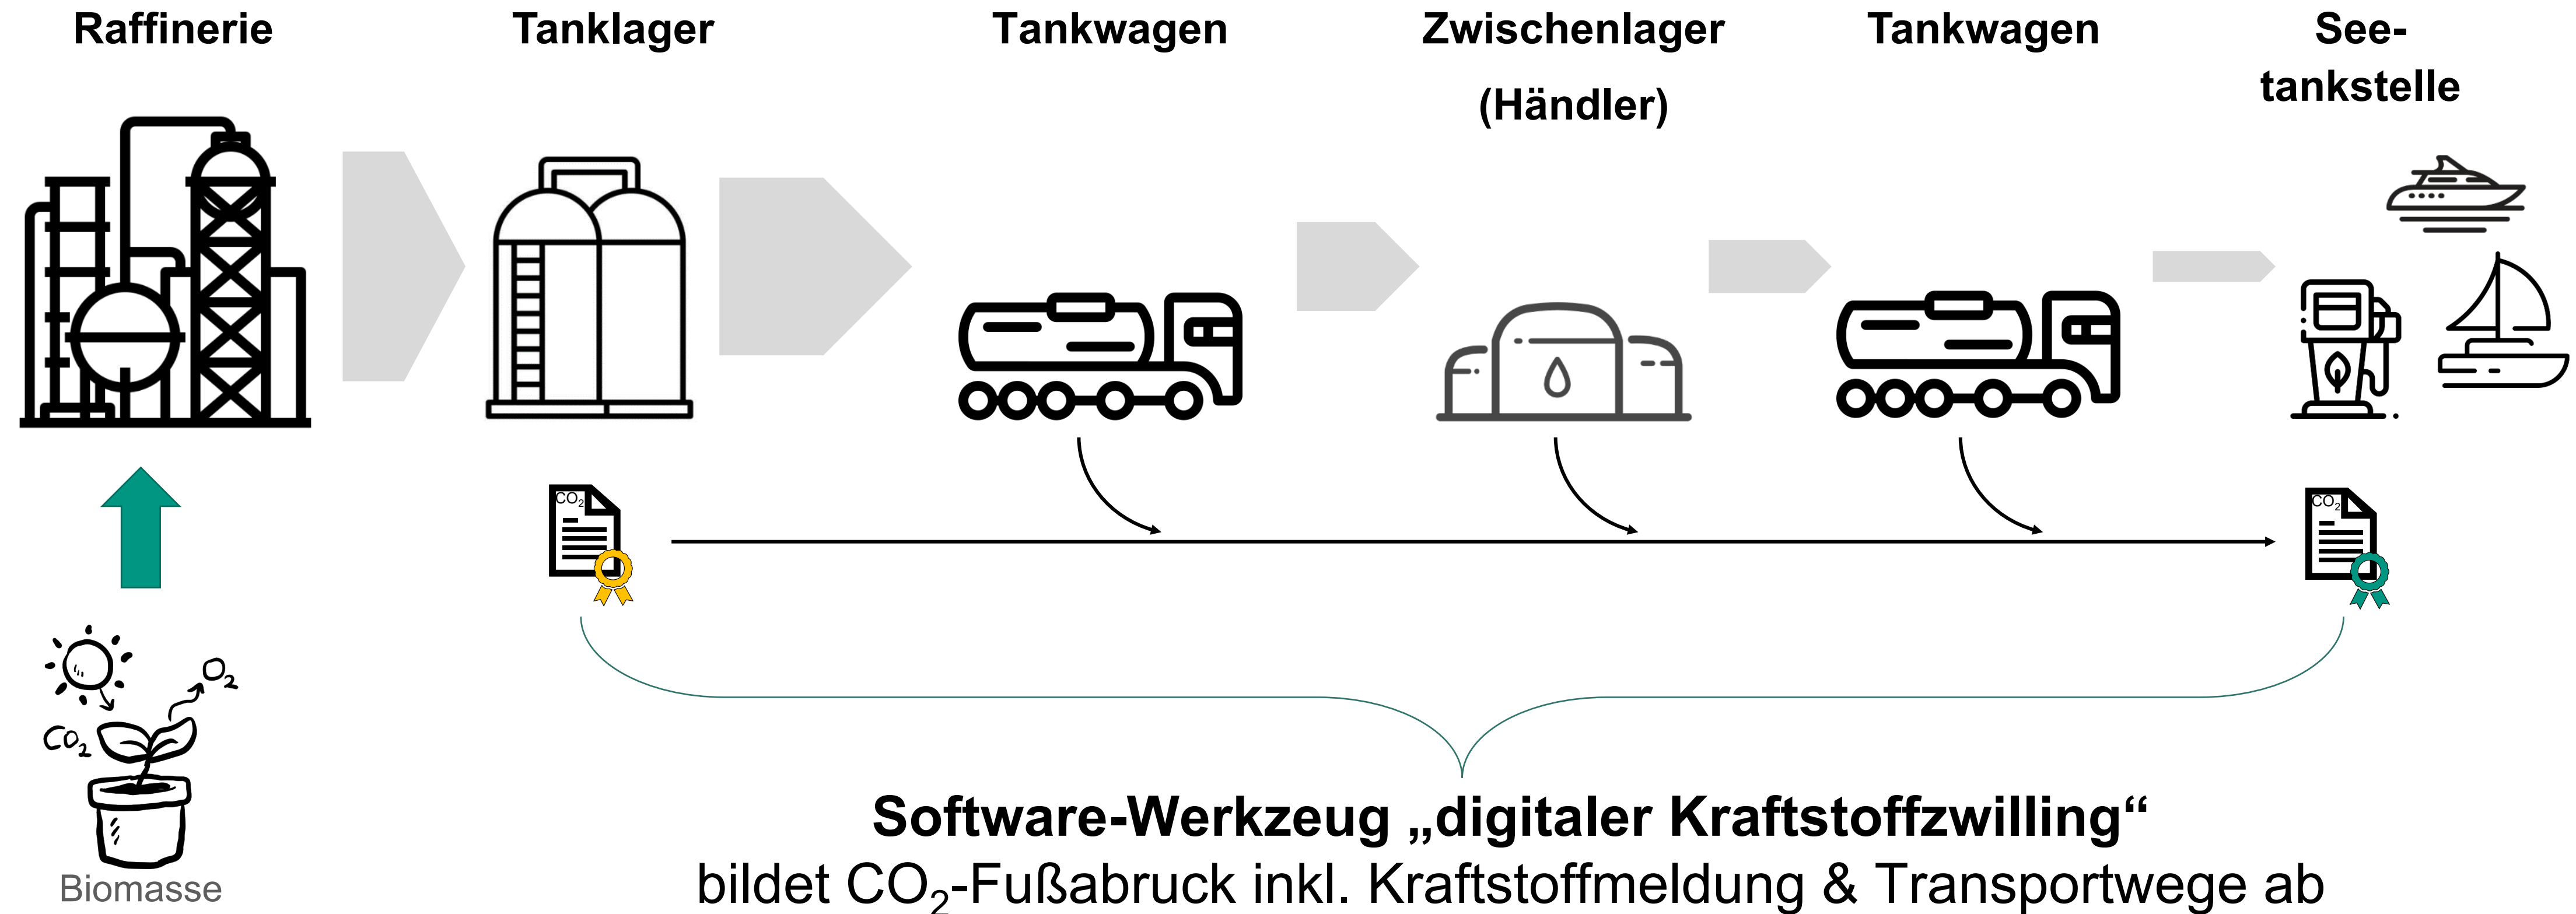 Raffinerie
Tanklager
Tankwagen
Zwischenlager
(Händler)
Tankwagen
See-
tankstelle
CO₂
CO₂
O₂
CO₂
Biomasse
Software-Werkzeug „digitaler Kraftstoffzwilling“
bildet CO₂-Fußabruck inkl. Kraftstoffmeldung & Transportwege ab